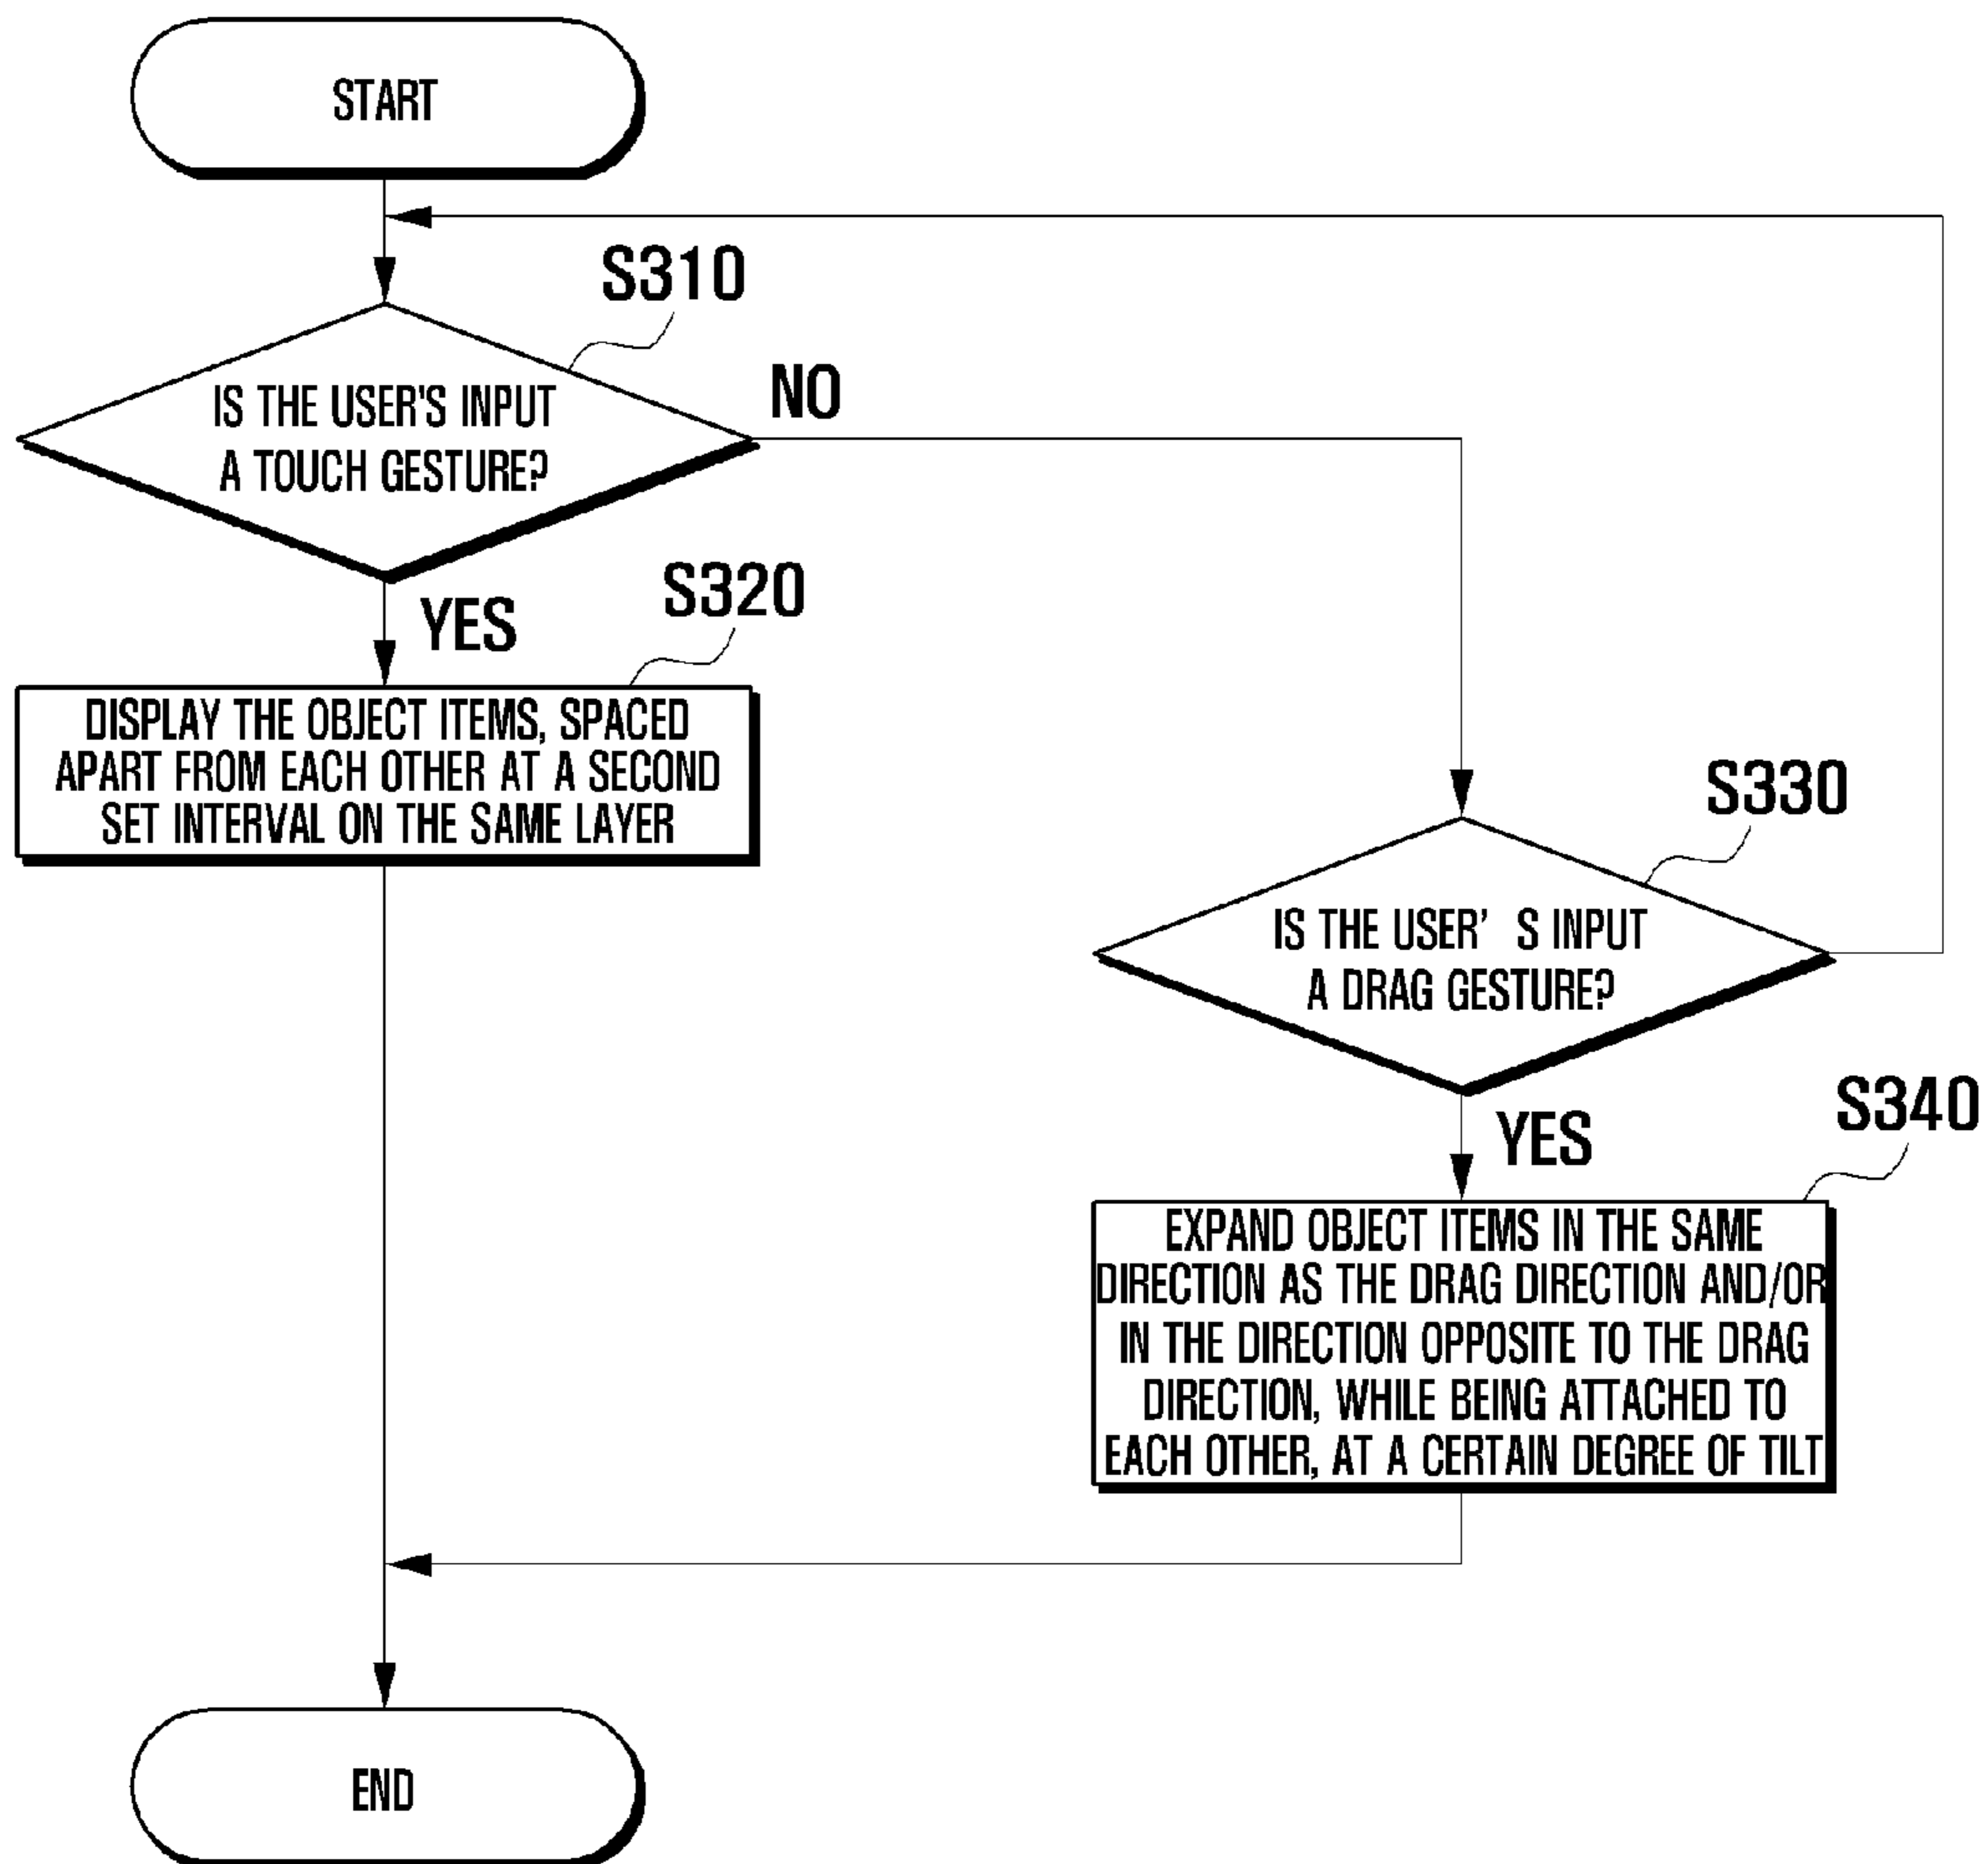 START
S310
IS THE USER'S INPUT
A TOUCH GESTURE?
NO
YES
S320
DISPLAY THE OBJECT ITEMS, SPACED
APART FROM EACH OTHER AT A SECOND
SET INTERVAL ON THE SAME LAYER
S330
IS THE USER' S INPUT
A DRAG GESTURE?
YES
S340
EXPAND OBJECT ITEMS IN THE SAME
DIRECTION AS THE DRAG DIRECTION AND/OR
IN THE DIRECTION OPPOSITE TO THE DRAG
DIRECTION, WHILE BEING ATTACHED TO
EACH OTHER, AT A CERTAIN DEGREE OF TILT
END